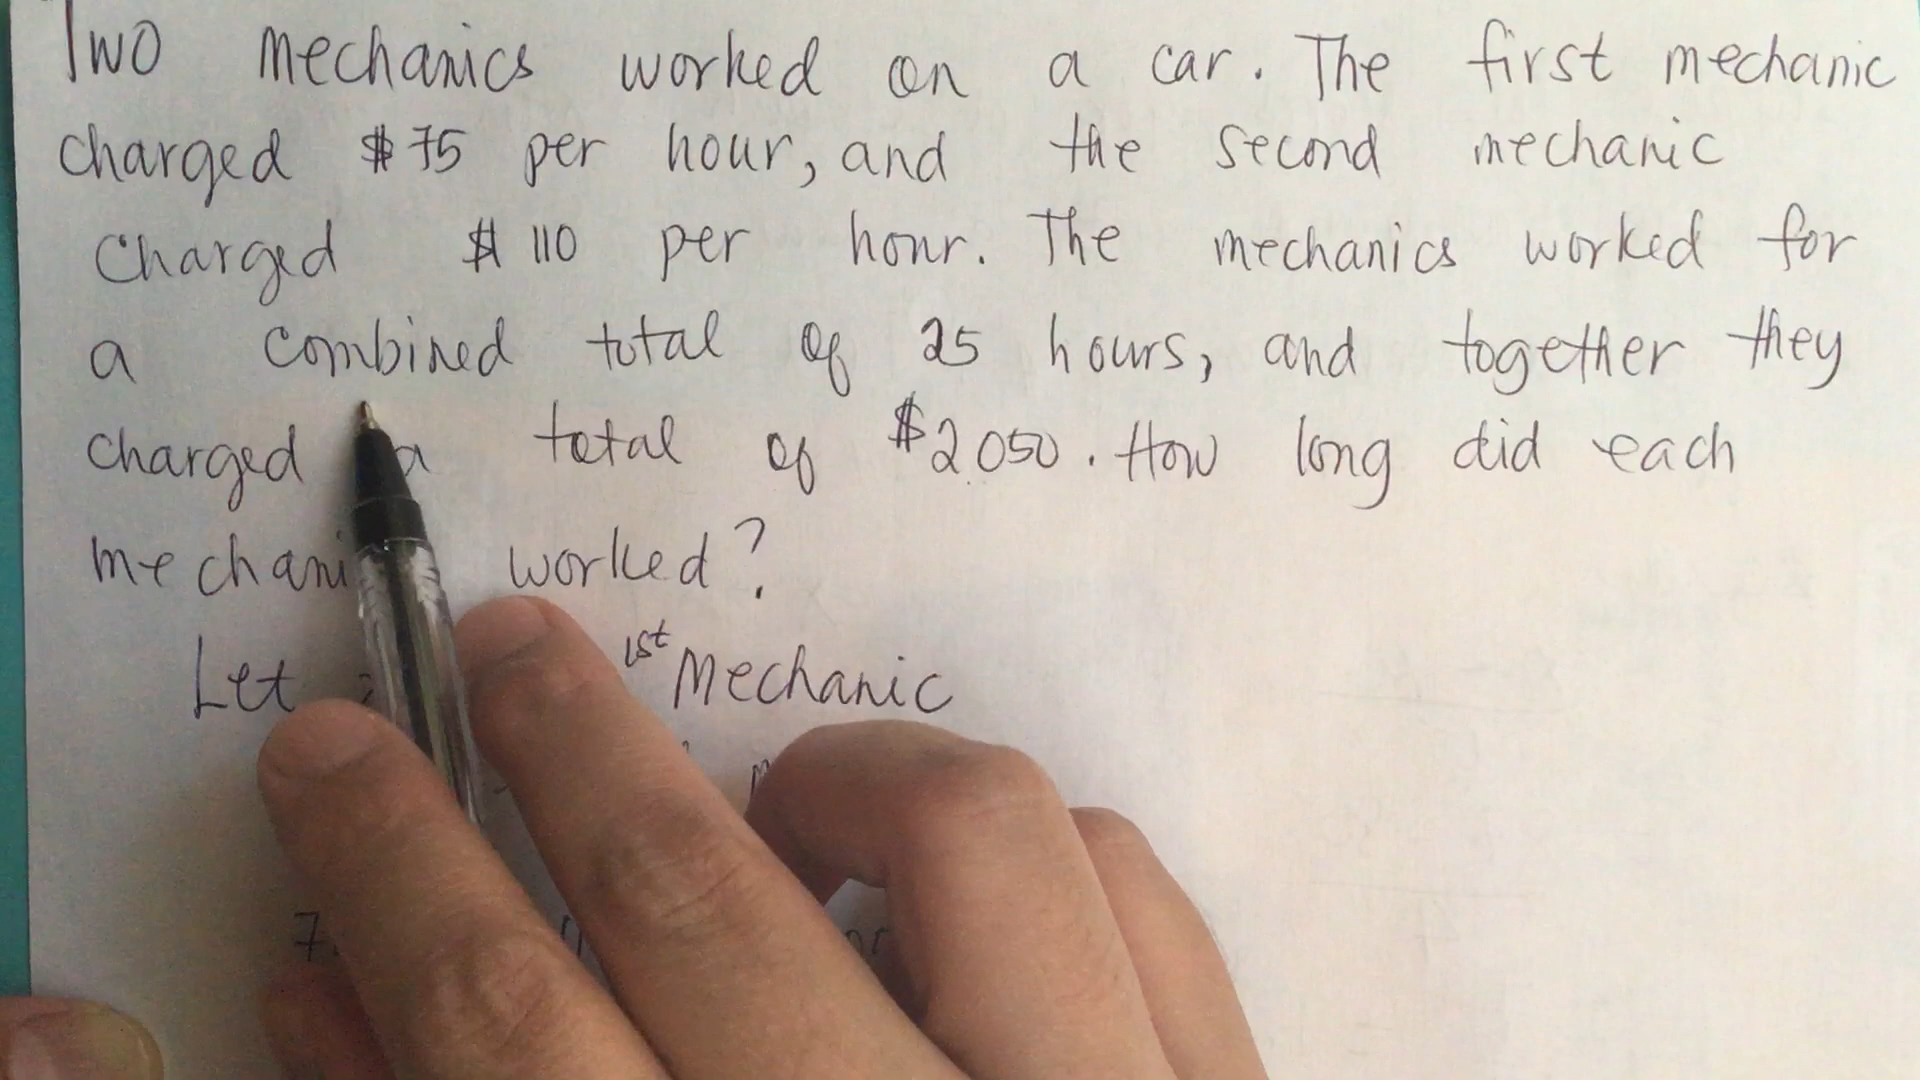 Two mechanics worked on a car. The first mechanic
charged $75 per hour, and the second mechanic
Charged $110 per hour. The mechanics worked for
a combined total of 25 hours, and together they
charged a total of $2050. How long did each
mechani worked?
Let 1st Mechanic
7